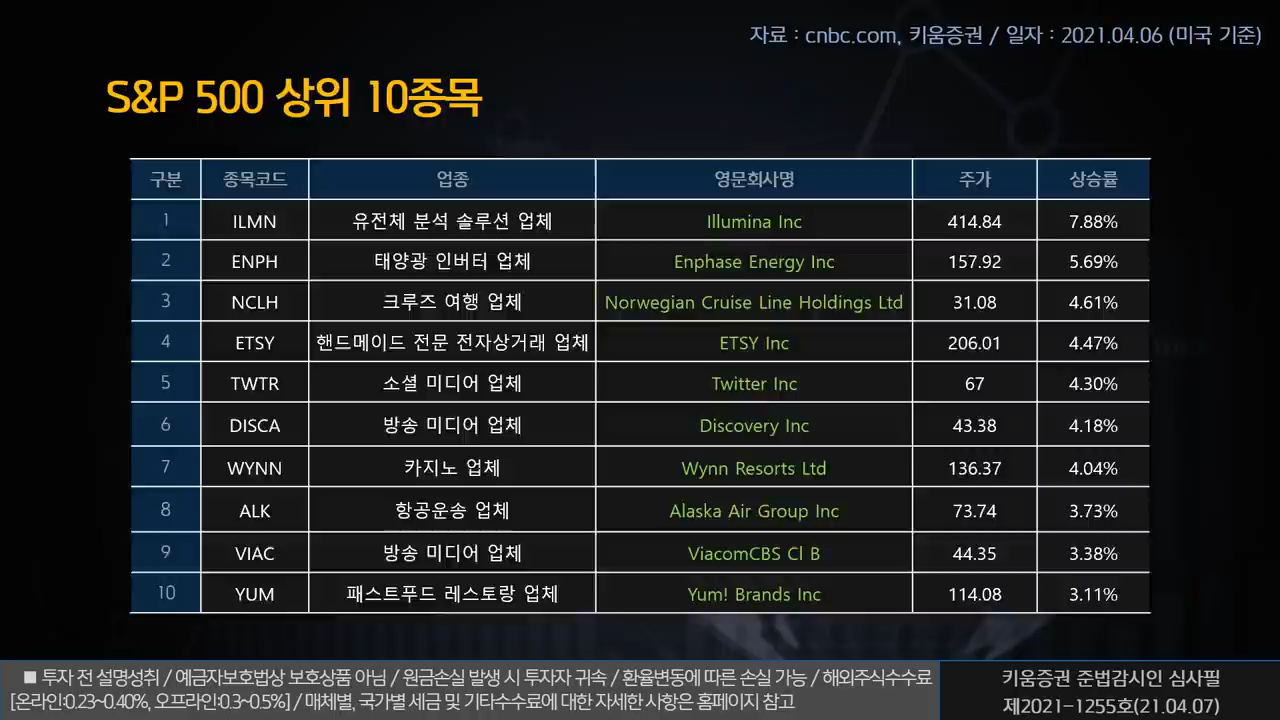 자료 : cnbc.com, 키움증권 / 일자 : 2021.04.06 (미국 기준)
S&P 500 상위 10종목
구분 종목코드 업종 영문회사명 주가 상승률
1 ILMN 유전체 분석 솔루션 업체 Illumina Inc 414.84 7.88%
2 ENPH 태양광 인버터 업체 Enphase Energy Inc 157.92 5.69%
3 NCLH 크루즈 여행 업체 Norwegian Cruise Line Holdings Ltd 31.08 4.61%
4 ETSY 핸드메이드 전문 전자상거래 업체 ETSY Inc 206.01 4.47%
5 TWTR 소셜 미디어 업체 Twitter Inc 67 4.30%
6 DISCA 방송 미디어 업체 Discovery Inc 43.38 4.18%
7 WYNN 카지노 업체 Wynn Resorts Ltd 136.37 4.04%
8 ALK 항공운송 업체 Alaska Air Group Inc 73.74 3.73%
9 VIAC 방송 미디어 업체 ViacomCBS Cl B 44.35 3.38%
10 YUM 패스트푸드 레스토랑 업체 Yum! Brands Inc 114.08 3.11%
■ 투자 전 설명성취 / 예금자보호법상 보호상품 아님 / 원금손실 발생 시 투자자 귀속 / 환율변동에 따른 손실 가능 / 해외주식수수료
[온라인:0.23~0.40%, 오프라인:0.3~0.5%] / 매체별, 국가별 세금 및 기타수수료에 대한 자세한 사항은 홈페이지 참고
키움증권 준법감시인 심사필
제2021-1255호(21.04.07)